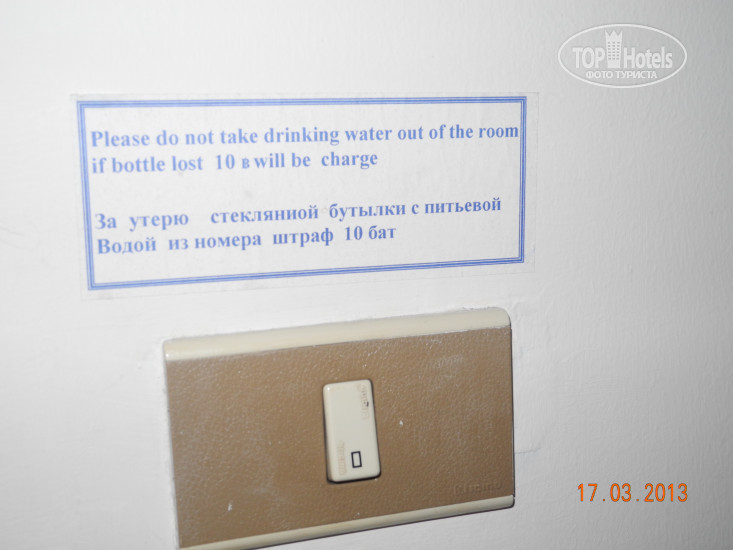 TOP Hotels
ФОТО ТУРИСТА
Please do not take drinking water out of the room
if bottle lost 10 в will be charge
За утерю стекляниой бутылки с питьевой
Водой из номера штраф 10 бат
17.03.2013